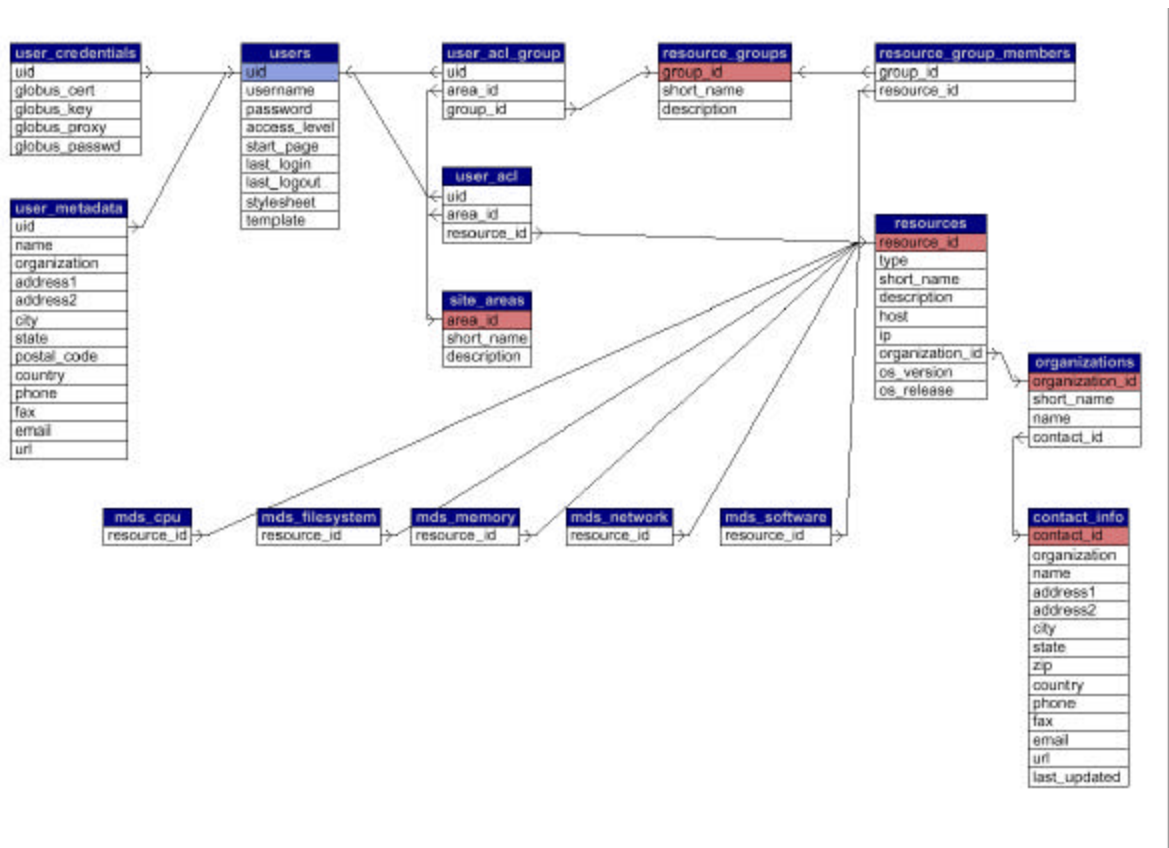 user_credentials
uid
globus_cert
globus_key
globus_proxy
globus_passwd
users
uid
username
password
access_level
start_page
last_login
last_logout
stylesheet
template
user_acl_group
uid
area_id
group_id
resource_groups
group_id
short_name
description
resource_group_members
group_id
resource_id
user_metadata
uid
name
organization
address1
address2
city
state
postal_code
country
phone
fax
email
url
user_acl
uid
area_id
resource_id
site_areas
area_id
short_name
description
resources
resource_id
type
short_name
description
host
ip
organization_id
os_version
os_release
organizations
organization_id
short_name
name
contact_id
mds_cpu
resource_id
mds_filesystem
resource_id
mds_memory
resource_id
mds_network
resource_id
mds_software
resource_id
contact_info
contact_id
organization
name
address1
address2
city
state
zip
country
phone
fax
email
url
last_updated